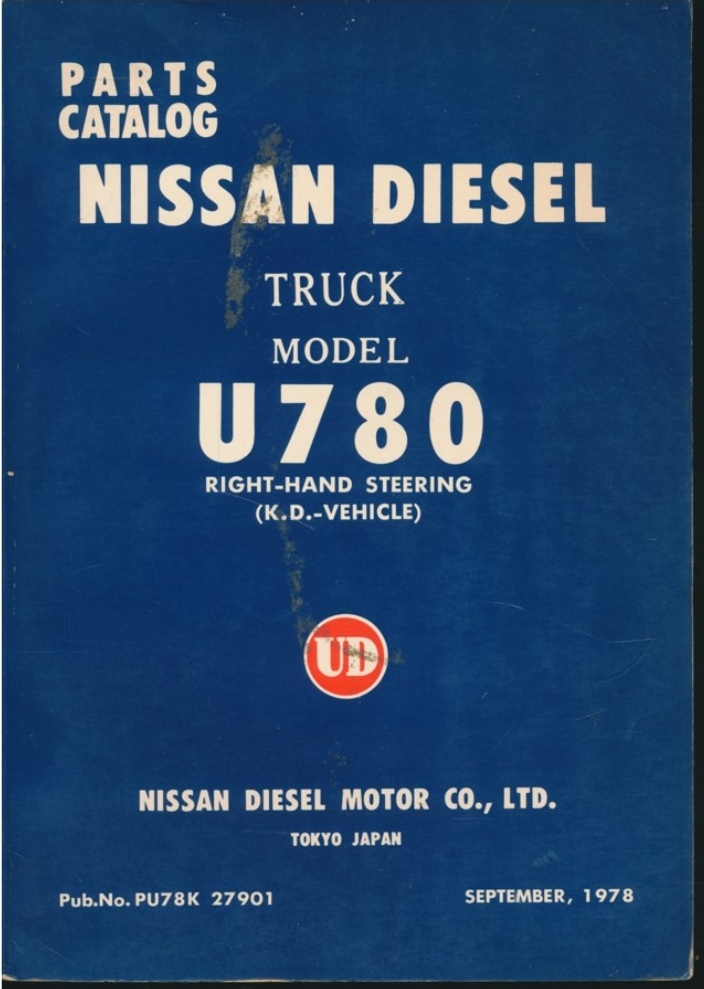 PARTS
CATALOG
NISSAN DIESEL
TRUCK
MODEL
U780
RIGHT-HAND STEERING
(K.D.-VEHICLE)
UD
NISSAN DIESEL MOTOR CO., LTD.
TOKYO JAPAN
Pub.No. PU78K 27901 SEPTEMBER, 1978